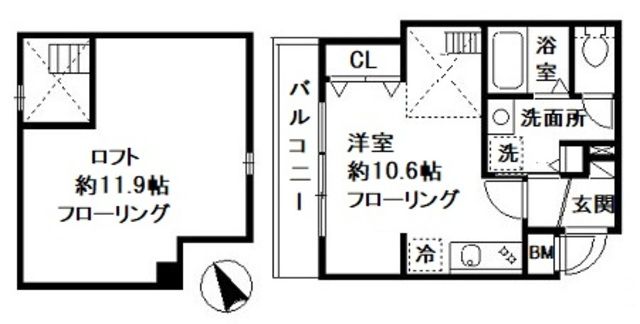 ロフト
約11.9帖
フローリング
バルコニー
CL
洋室
約10.6帖
フローリング
浴室
洗面所
洗
玄関
冷
BM